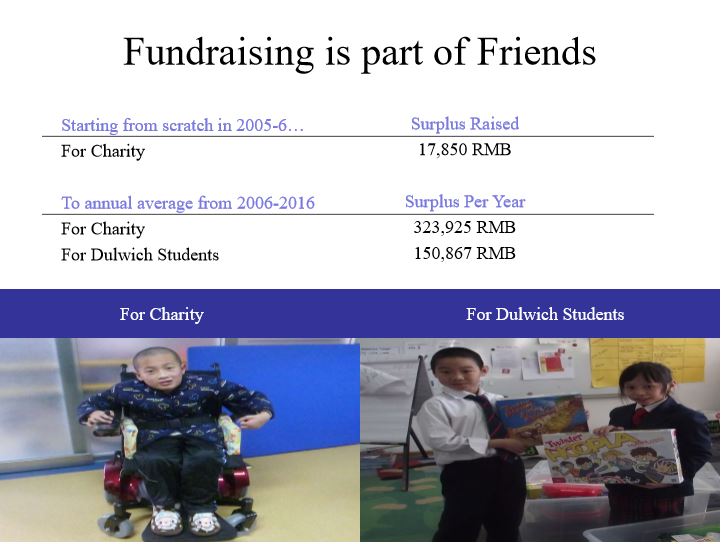 Fundraising is part of Friends
Starting from scratch in 2005-6… Surplus Raised
For Charity 17,850 RMB
To annual average from 2006-2016 Surplus Per Year
For Charity 323,925 RMB
For Dulwich Students 150,867 RMB
For Charity For Dulwich Students
Twister